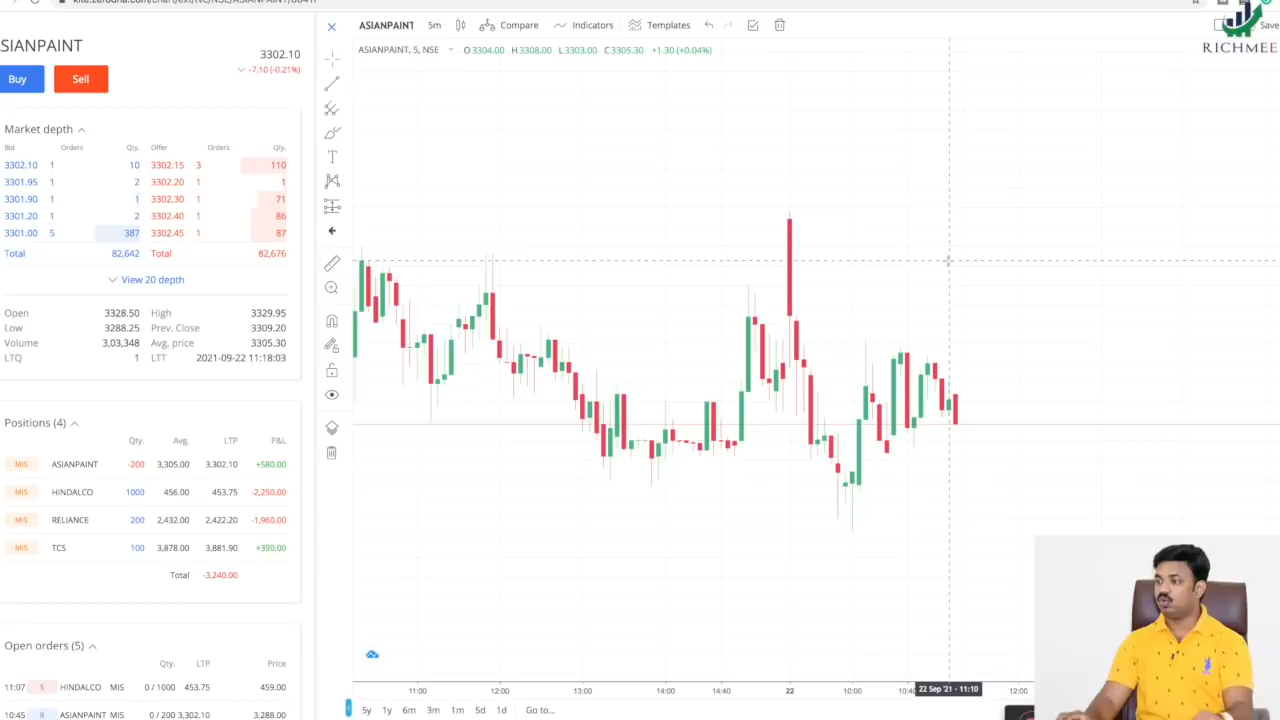 ASIANPAINT 5m Compare Indicators Templates Save
RICHMEE
SIANPAINT
3302.10
-7.10 (-0.21%)
Buy Sell
ASIANPAINT, 5, NSE O3304.00 H3308.00 L3303.00 C3305.30 +1.30 (+0.04%)
Market depth
Bid Orders Qty. Offer Orders Qty.
3302.10 1 10 3302.15 3 110
3301.95 1 2 3302.20 1 1
3301.90 1 1 3302.30 1 71
3301.20 1 2 3302.40 1 86
3301.00 5 387 3302.45 1 87
Total 82,642 Total 82,676
View 20 depth
Open 3328.50 High 3329.95
Low 3288.25 Prev. Close 3309.20
Volume 3,03,348 Avg. price 3305.30
LTQ 1 LTT 2021-09-22 11:18:03
Positions (4)
Qty. Avg. LTP P&L
MIS ASIANPAINT -200 3,305.00 3,302.10 +580.00
MIS HINDALCO 1000 456.00 453.75 -2,250.00
MIS RELIANCE 200 2,432.00 2,422.20 -1,960.00
MIS TCS 100 3,878.00 3,881.90 +390.00
Total -3,240.00
Open orders (5)
Qty. LTP Price
11:07 S HINDALCO MIS 0 / 1000 453.75 459.00
10:45 B ASIANPAINT MIS 0 / 200 3,302.10 3,288.00
11:00 12:00 13:00 14:00 14:40 22 10:00 10:40 22 Sep '21 - 11:10 12:00
5y 1y 6m 3m 1m 5d 1d Go to...